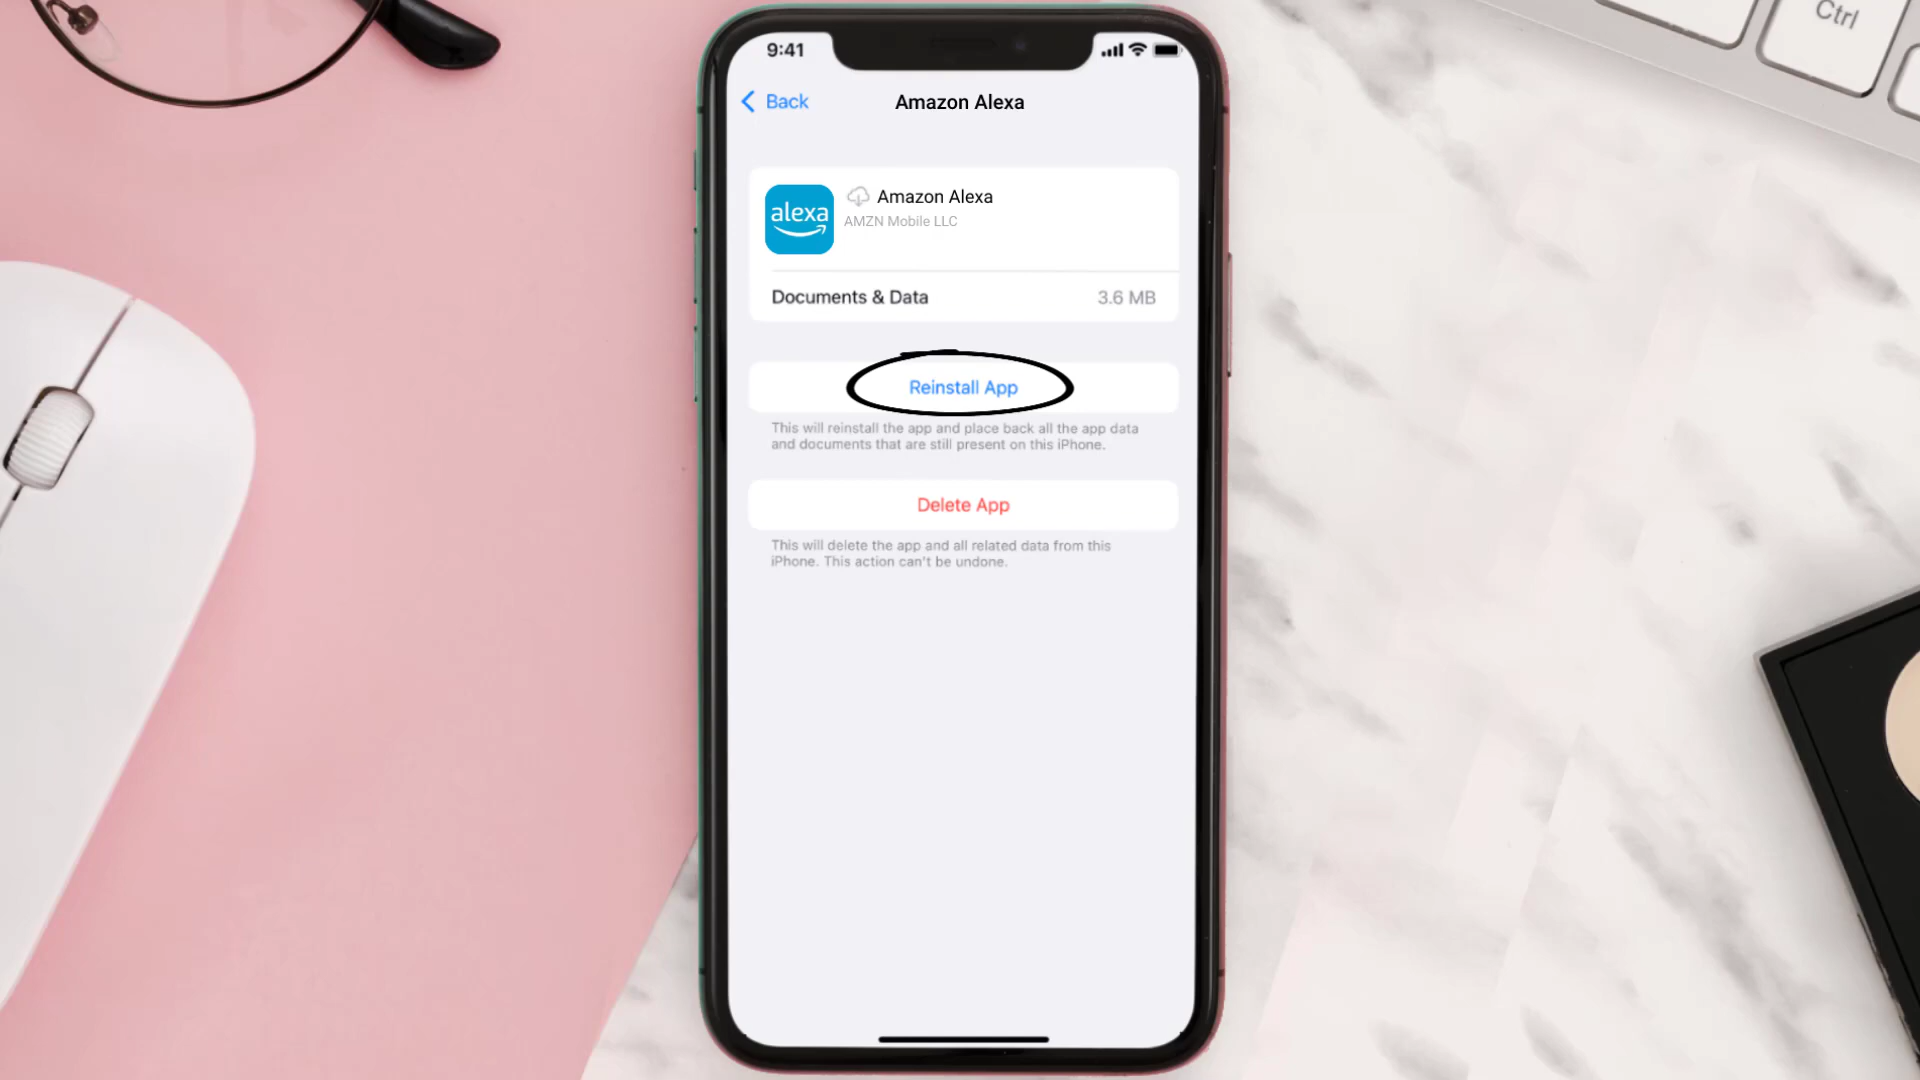 9:41
Back
Amazon Alexa
alexa
Amazon Alexa
AMZN Mobile LLC
Documents & Data 3.6 MB
Reinstall App
This will reinstall the app and place back all the app data
and documents that are still present on this iPhone.
Delete App
This will delete the app and all related data from this
iPhone. This action can't be undone.
Ctrl